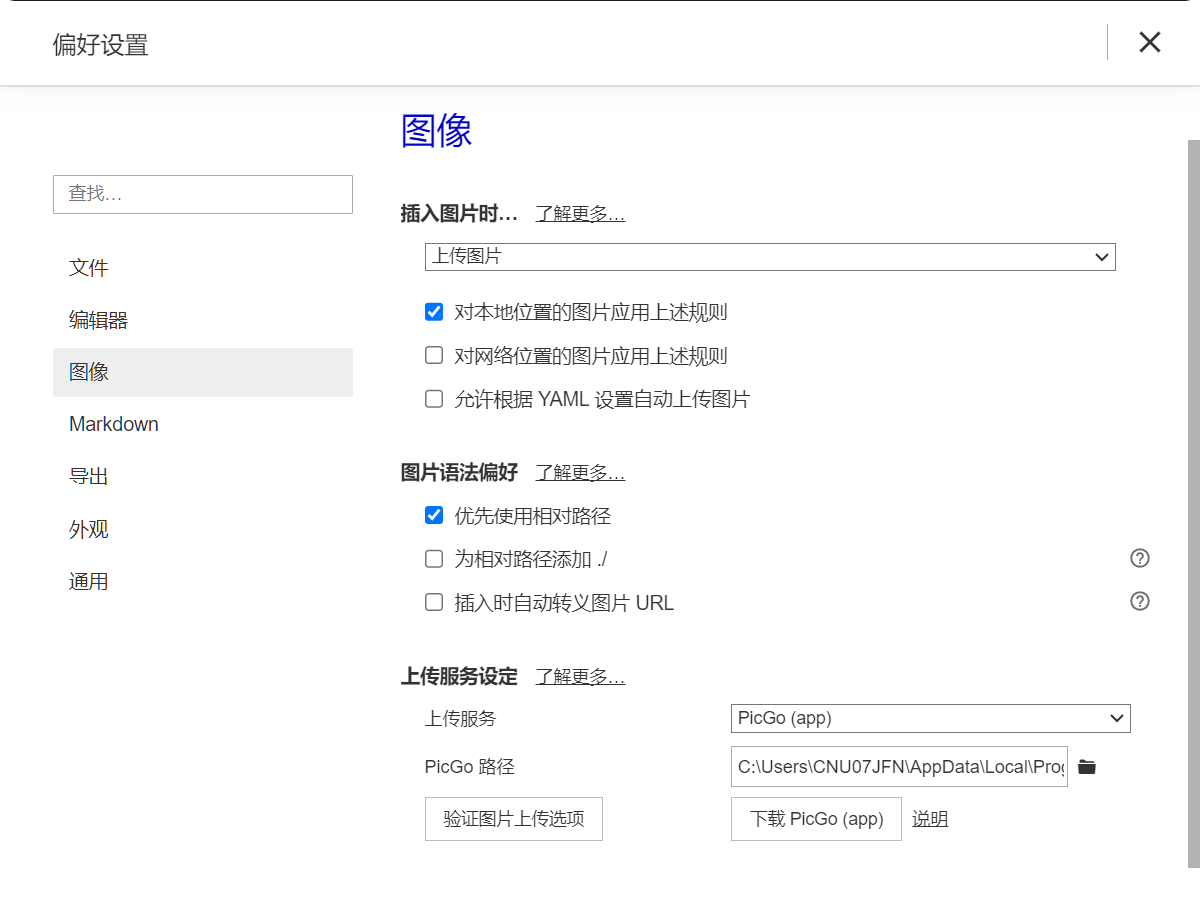 偏好设置
图像
查找...
文件
编辑器
图像
Markdown
导出
外观
通用
插入图片时... 了解更多...
上传图片
对本地位置的图片应用上述规则
对网络位置的图片应用上述规则
允许根据 YAML 设置自动上传图片
图片语法偏好 了解更多...
优先使用相对路径
为相对路径添加 ./
插入时自动转义图片 URL
上传服务设定 了解更多...
上传服务 PicGo (app)
PicGo 路径 C:\Users\CNU07JFN\AppData\Local\Prog
验证图片上传选项 下载 PicGo (app) 说明